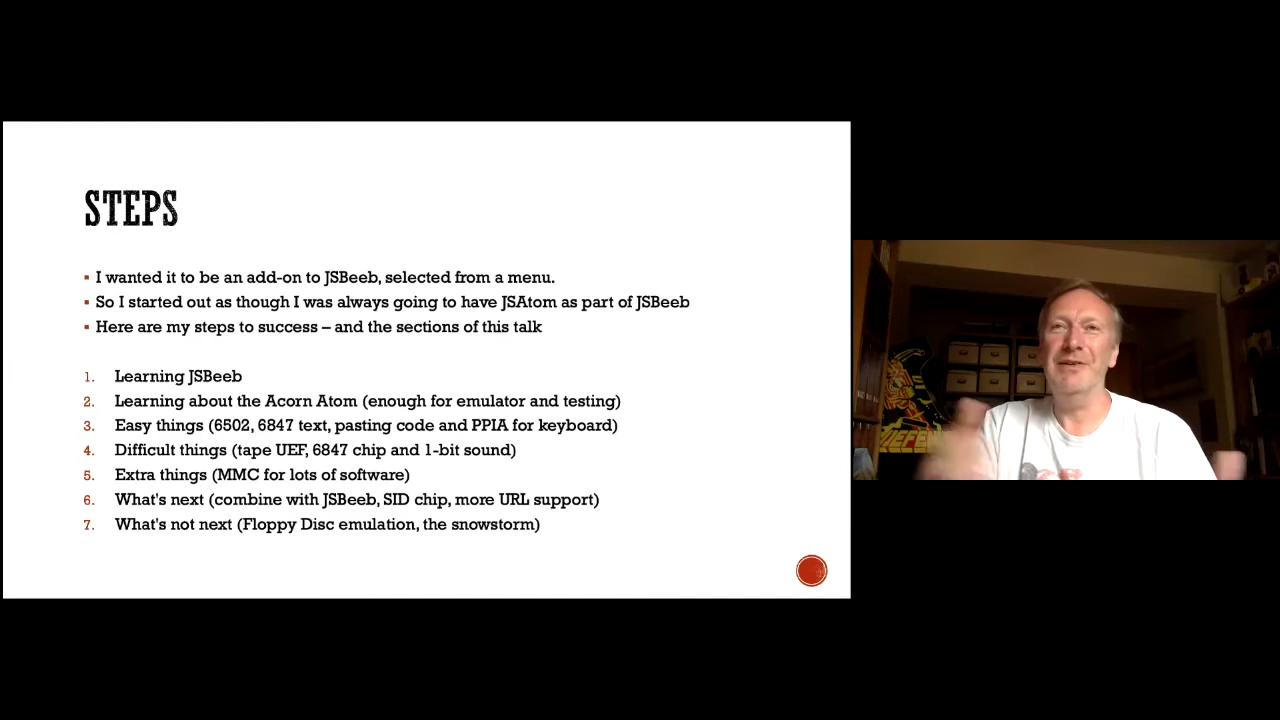 STEPS
▪ I wanted it to be an add-on to JSBeeb, selected from a menu.
▪ So I started out as though I was always going to have JSAtom as part of JSBeeb
▪ Here are my steps to success – and the sections of this talk
1. Learning JSBeeb
2. Learning about the Acorn Atom (enough for emulator and testing)
3. Easy things (6502, 6847 text, pasting code and PPIA for keyboard)
4. Difficult things (tape UEF, 6847 chip and 1-bit sound)
5. Extra things (MMC for lots of software)
6. What's next (combine with JSBeeb, SID chip, more URL support)
7. What's not next (Floppy Disc emulation, the snowstorm)